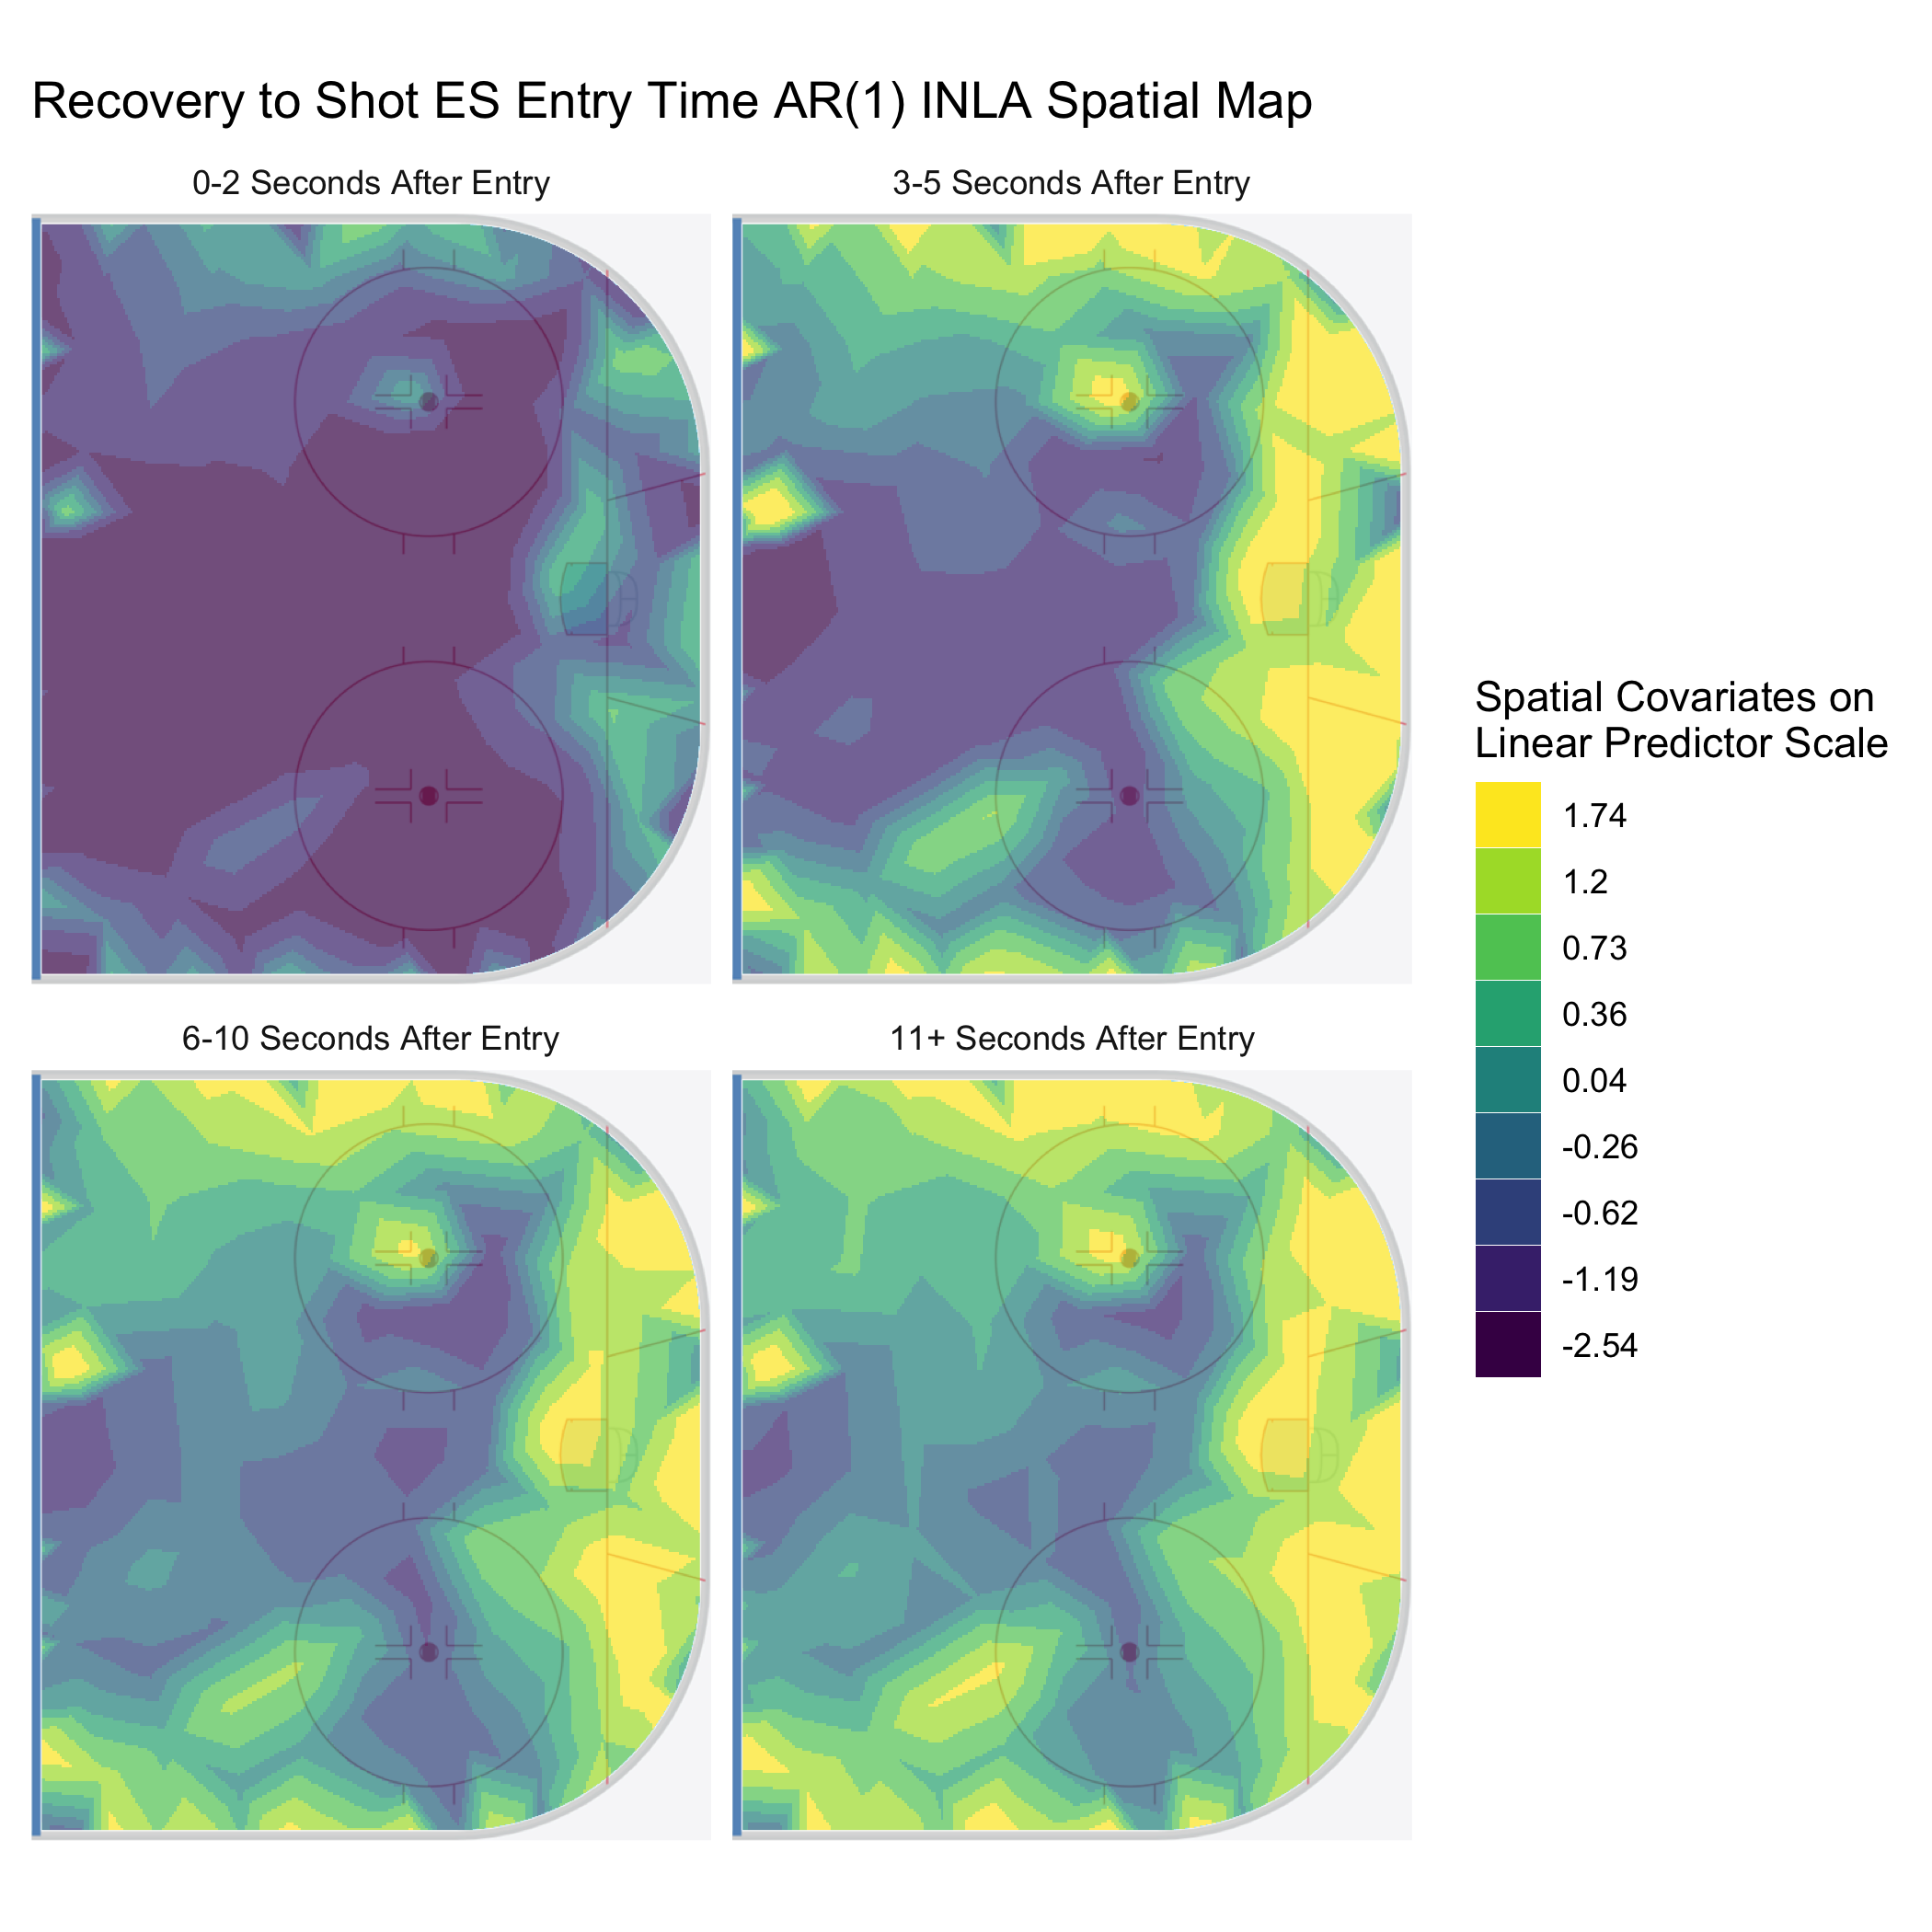 Recovery to Shot ES Entry Time AR(1) INLA Spatial Map
0-2 Seconds After Entry
3-5 Seconds After Entry
6-10 Seconds After Entry
11+ Seconds After Entry
Spatial Covariates on
Linear Predictor Scale
1.74
1.2
0.73
0.36
0.04
-0.26
-0.62
-1.19
-2.54